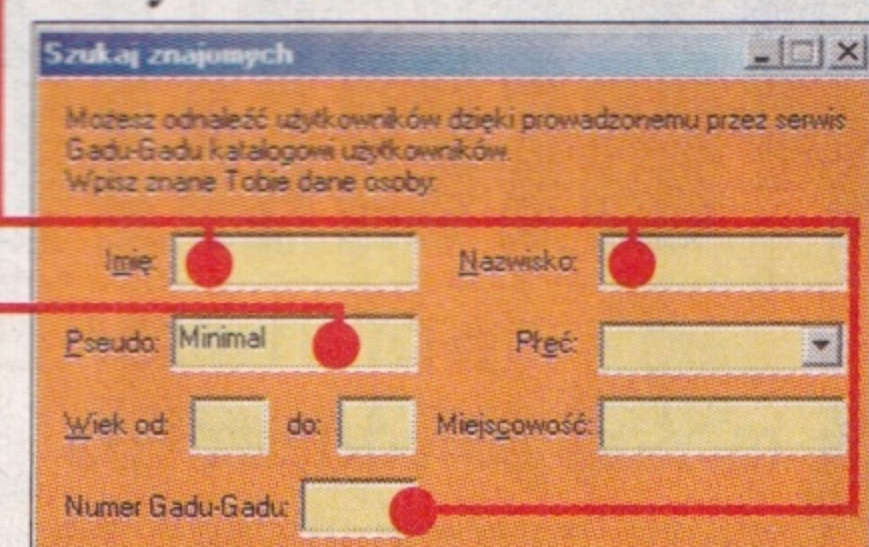 Szukaj znajomych
Możesz odnaleźć użytkowników dzięki prowadzonemu przez serwis
Gadu-Gadu katalogowi użytkowników.
Wpisz znane Tobie dane osoby:
Imię: Nazwisko:
Pseudo: Minimal Płeć:
Wiek od: do: Miejscowość:
Numer Gadu-Gadu: